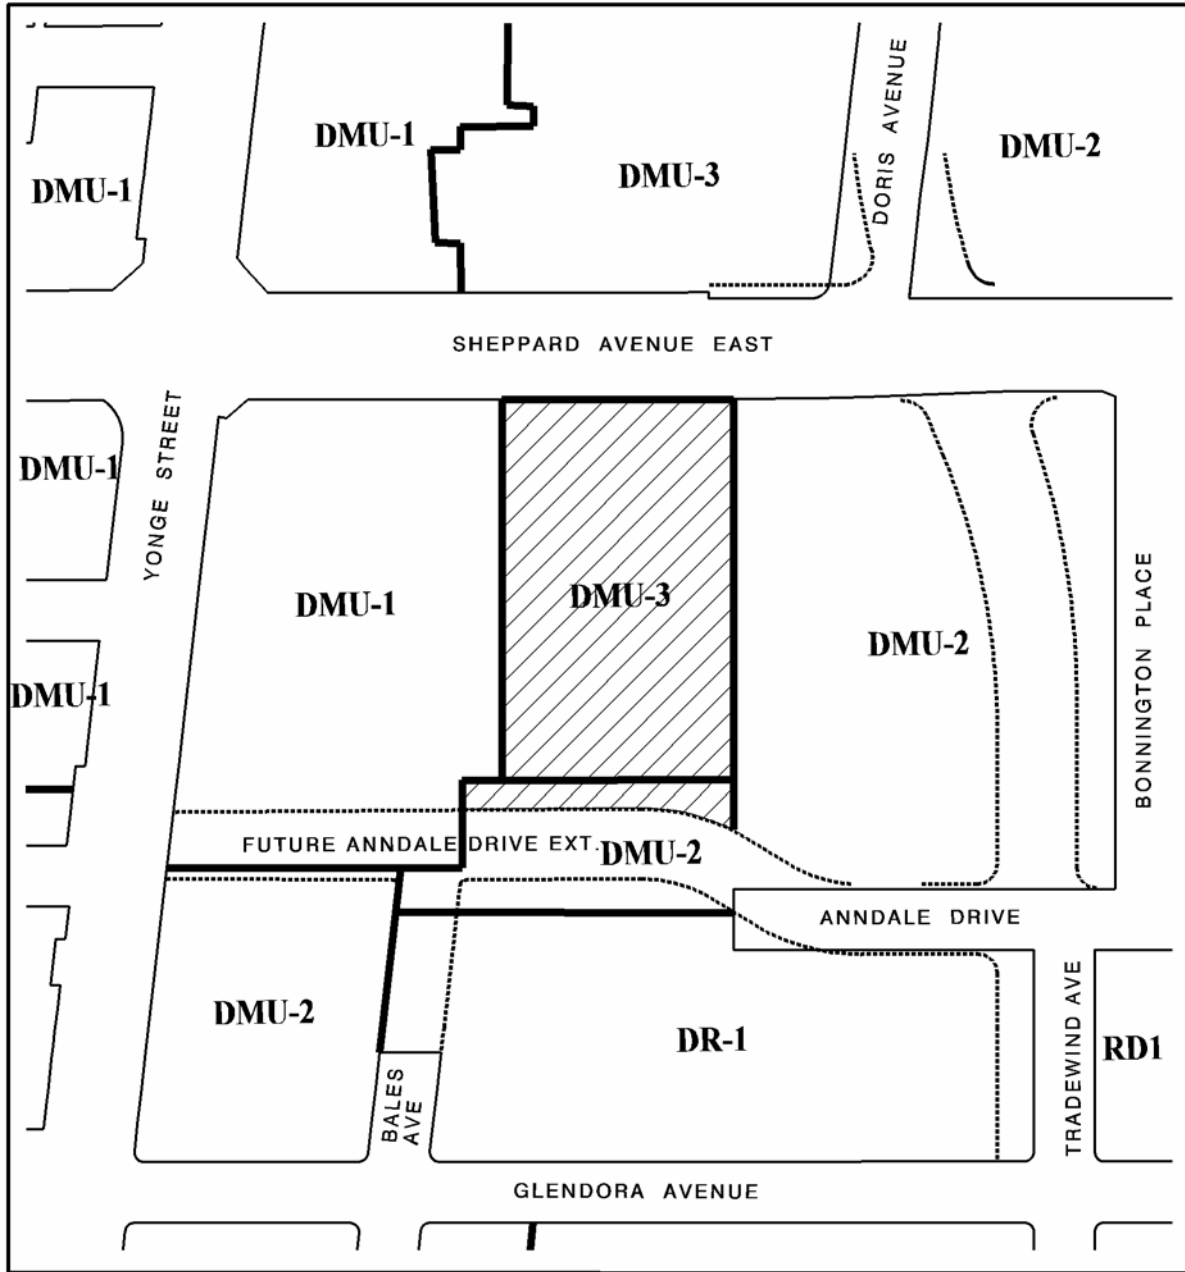 DMU-1
DORIS AVENUE
DMU-2
DMU-3
DMU-1
SHEPPARD AVENUE EAST
YONGE STREET
DMU-1
DMU-1
DMU-3
DMU-2
BONNINGTON PLACE
DMU-1
FUTURE ANNDALE DRIVE EXT.
DMU-2
ANNDALE DRIVE
DMU-2
DR-1
TRADEWIND AVE
RD1
BALES
AVE
GLENDORA AVENUE